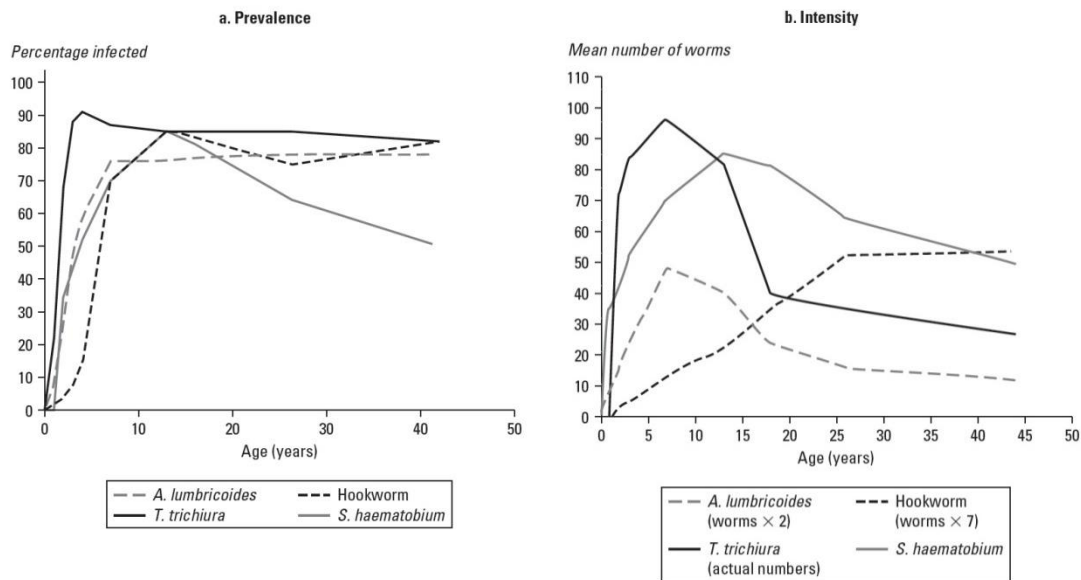 a. Prevalence
Percentage infected
100
90
80
70
60
50
40
30
20
10
0
0 10 20 30 40 50
Age (years)
A. lumbricoides Hookworm
T. trichiura S. haematobium
b. Intensity
Mean number of worms
110
100
90
80
70
60
50
40
30
20
10
0
0 5 10 15 20 25 30 35 40 45 50
Age (years)
A. lumbricoides Hookworm
(worms × 2) (worms × 7)
T. trichiura S. haematobium
(actual numbers)